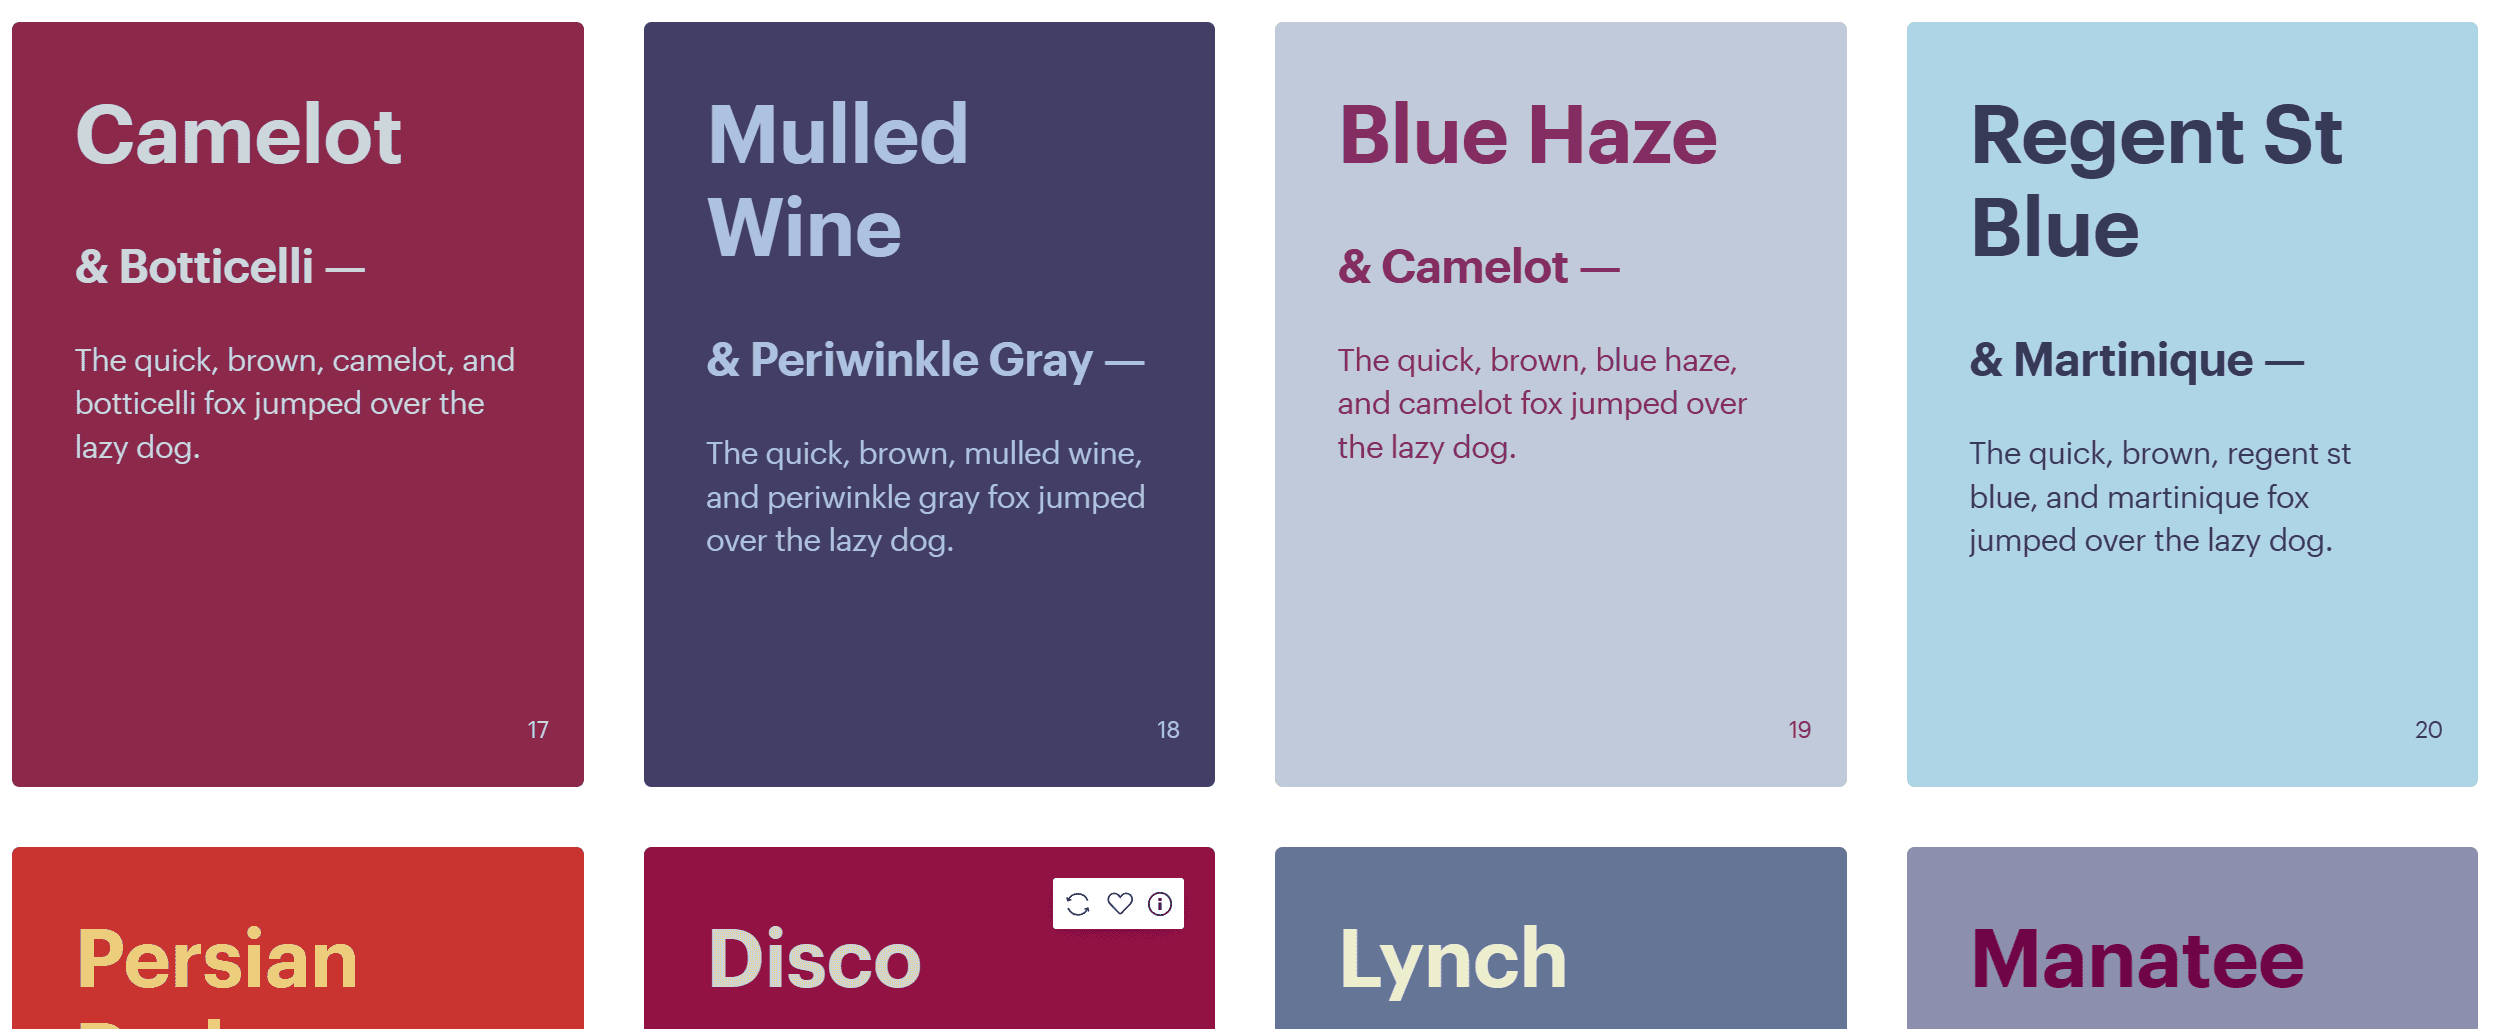 Camelot
& Botticelli —
The quick, brown, camelot, and
botticelli fox jumped over the
lazy dog.
17
Mulled
Wine
& Periwinkle Gray —
The quick, brown, mulled wine,
and periwinkle gray fox jumped
over the lazy dog.
18
Blue Haze
& Camelot —
The quick, brown, blue haze,
and camelot fox jumped over
the lazy dog.
19
Regent St
Blue
& Martinique —
The quick, brown, regent st
blue, and martinique fox
jumped over the lazy dog.
20
Persian
Disco
Lynch
Manatee